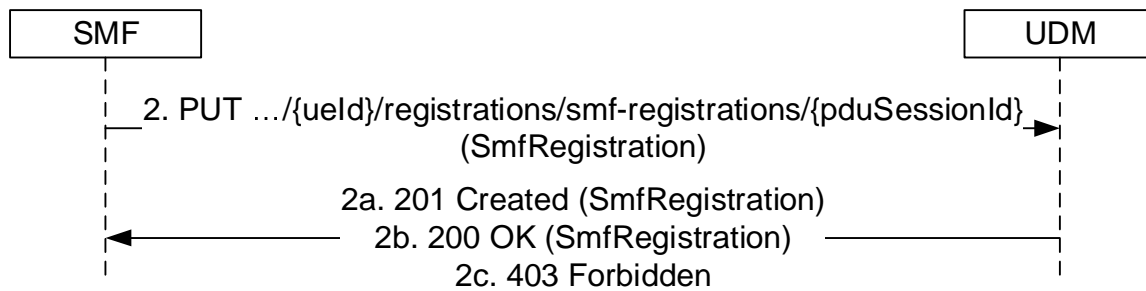 SMF
UDM
2. PUT …/{ueId}/registrations/smf-registrations/{pduSessionId}
(SmfRegistration)
2a. 201 Created (SmfRegistration)
2b. 200 OK (SmfRegistration)
2c. 403 Forbidden